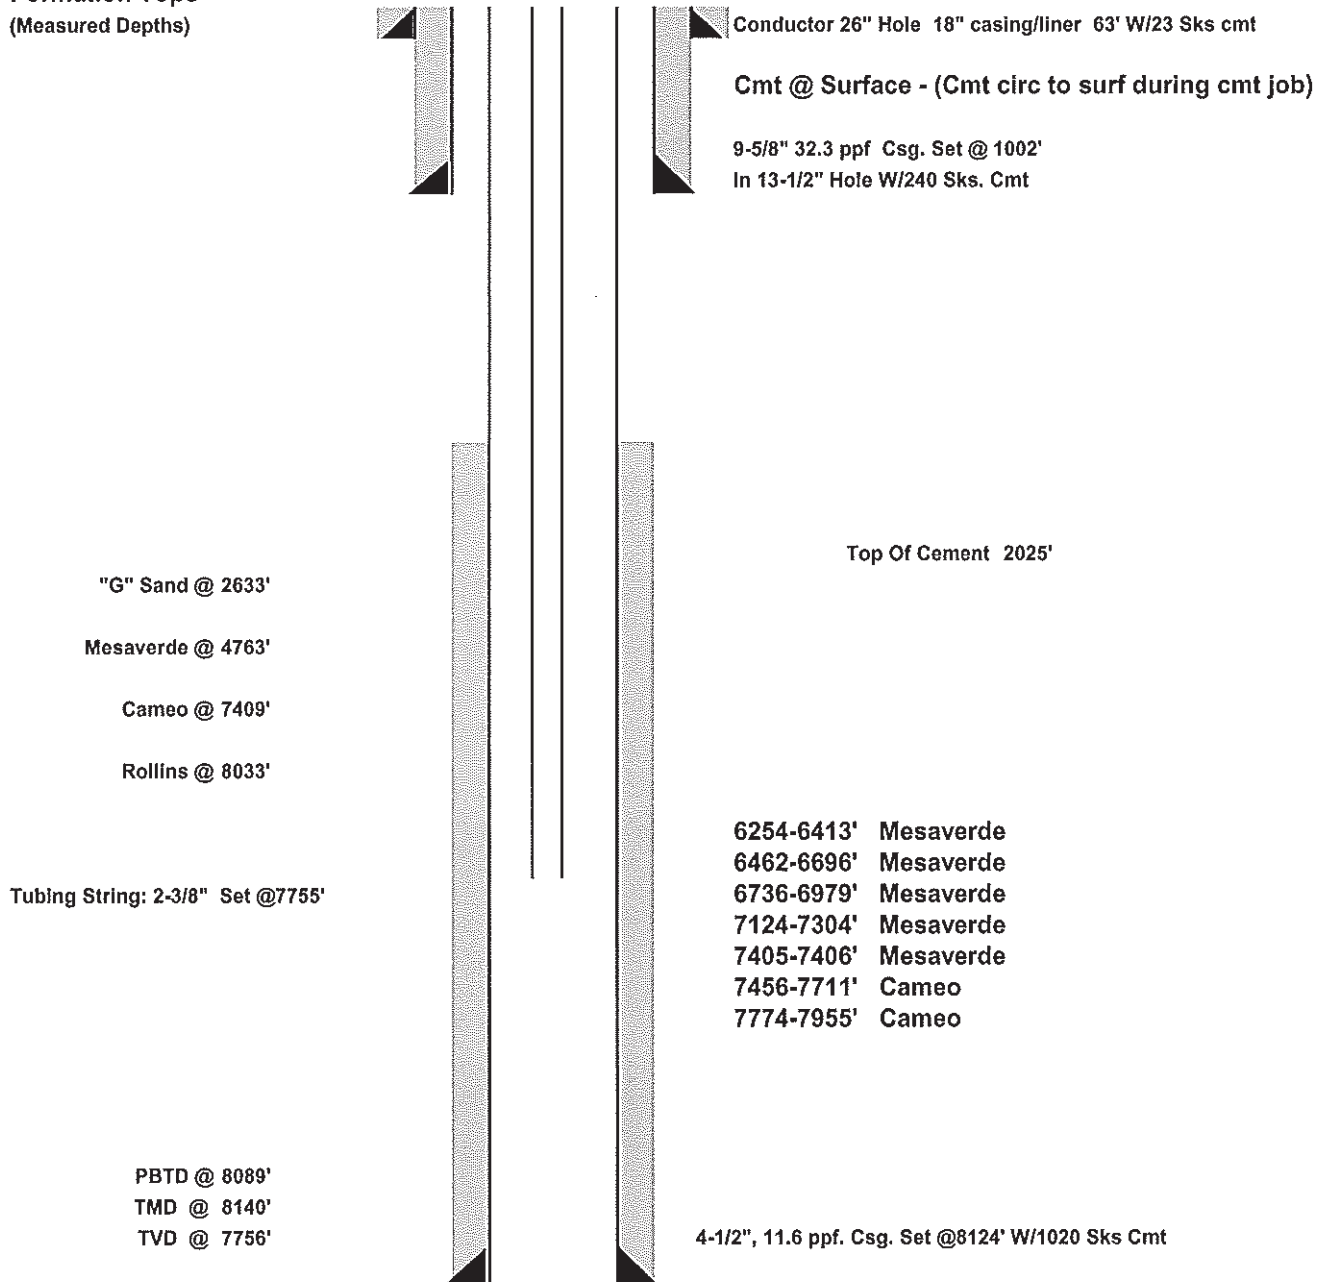 (Measured Depths)
Conductor 26" Hole 18" casing/liner 63' W/23 Sks cmt
Cmt @ Surface - (Cmt circ to surf during cmt job)
9-5/8" 32.3 ppf Csg. Set @ 1002'
In 13-1/2" Hole W/240 Sks. Cmt
Top Of Cement 2025'
"G" Sand @ 2633'
Mesaverde @ 4763'
Cameo @ 7409'
Rollins @ 8033'
6254-6413' Mesaverde
6462-6696' Mesaverde
6736-6979' Mesaverde
7124-7304' Mesaverde
7405-7406' Mesaverde
7456-7711' Cameo
7774-7955' Cameo
Tubing String: 2-3/8" Set @7755'
PBTD @ 8089'
TMD @ 8140'
TVD @ 7756'
4-1/2", 11.6 ppf. Csg. Set @8124' W/1020 Sks Cmt